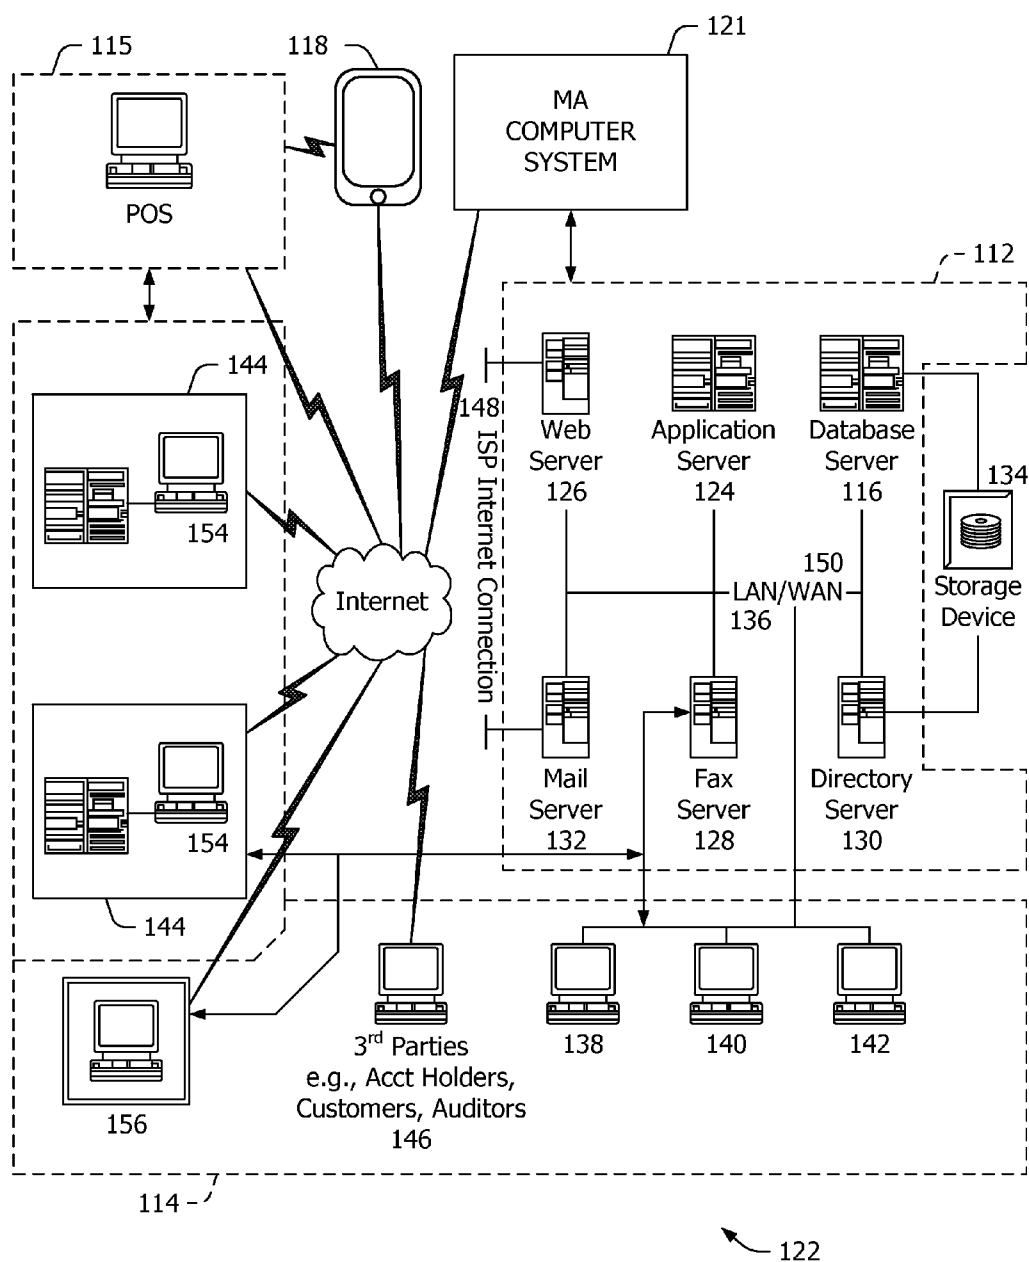 115
118
121
MA
COMPUTER
SYSTEM
POS
112
144
148
ISP Internet Connection
Web
Server
126
Application
Server
124
Database
Server
116
134
Storage
Device
154
Internet
150
LAN/WAN
136
154
144
Mail
Server
132
Fax
Server
128
Directory
Server
130
156
3rd Parties
e.g., Acct Holders,
Customers, Auditors
146
138
140
142
114
122